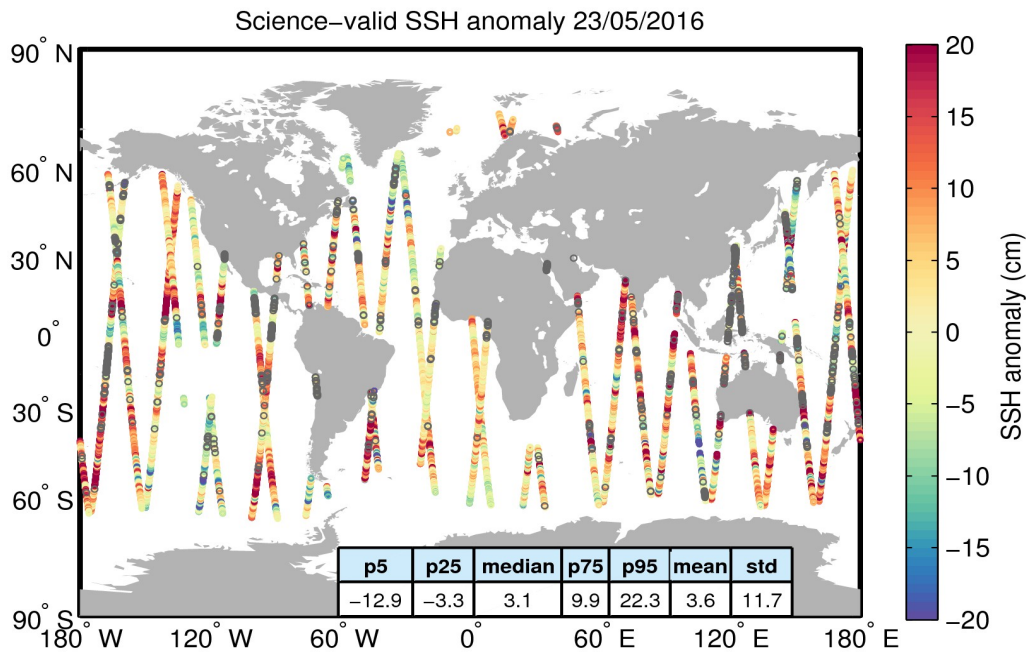 Science−valid SSH anomaly 23/05/2016
90° N
60° N
30° N
0°
30° S
60° S
90° S
180° W
120° W
60° W
0°
60° E
120° E
180° E
p5 p25 median p75 p95 mean std
−12.9 −3.3 3.1 9.9 22.3 3.6 11.7
20
15
10
5
0
−5
−10
−15
−20
SSH anomaly (cm)